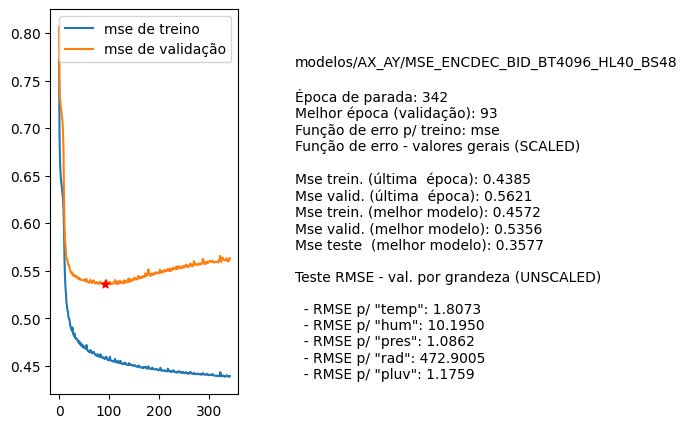 mse de treino
mse de validação
0.80
0.75
0.70
0.65
0.60
0.55
0.50
0.45
0
100
200
300
modelos/AX_AY/MSE_ENCDEC_BID_BT4096_HL40_BS48
Época de parada: 342
Melhor época (validação): 93
Função de erro p/ treino: mse
Função de erro - valores gerais (SCALED)
Mse trein. (última  época): 0.4385
Mse valid. (última  época): 0.5621
Mse trein. (melhor modelo): 0.4572
Mse valid. (melhor modelo): 0.5356
Mse teste  (melhor modelo): 0.3577
Teste RMSE - val. por grandeza (UNSCALED)
- RMSE p/ "temp": 1.8073
- RMSE p/ "hum": 10.1950
- RMSE p/ "pres": 1.0862
- RMSE p/ "rad": 472.9005
- RMSE p/ "pluv": 1.1759